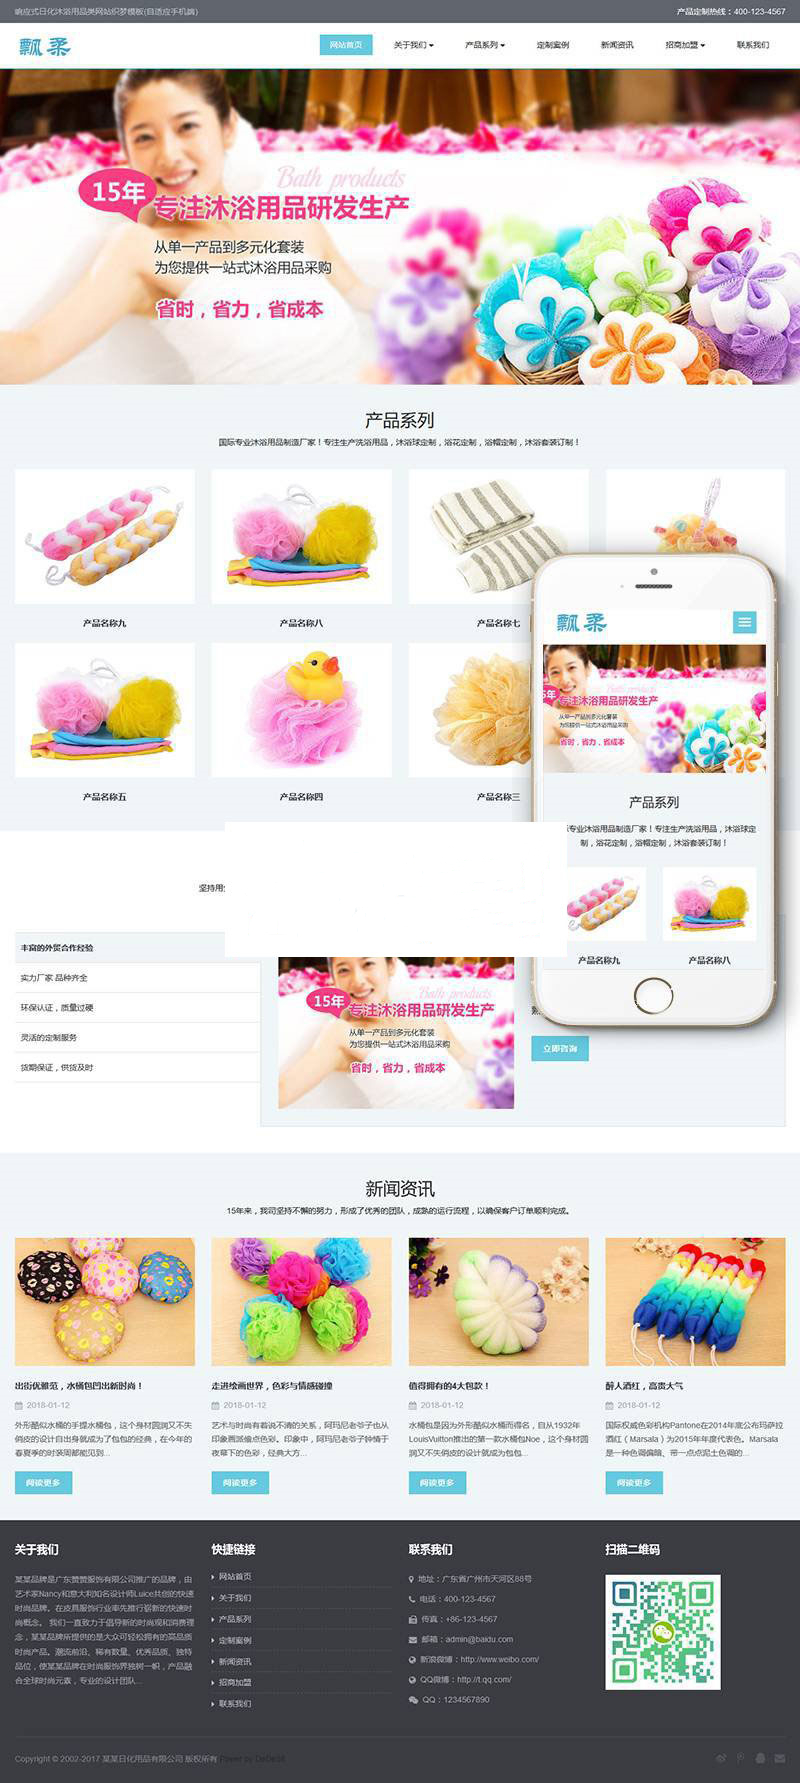 响应式日化沐浴用品类网站织梦模板(自适应手机端)
产品定制热线：400-123-4567
飘柔
网站首页 关于我们 产品系列 定制案例 新闻资讯 招商加盟 联系我们
Bath products
15年 专注沐浴用品研发生产
从单一产品到多元化套装
为您提供一站式沐浴用品采购
省时，省力，省成本
产品系列
国际专业沐浴用品制造厂家！专注生产洗浴用品，沐浴球定制，浴花定制，浴帽定制，沐浴套装订制！
产品名称九 产品名称八 产品名称七
产品名称五 产品名称四 产品名称三
飘柔
Bath products
5年 专注沐浴用品研发生产
从单一产品到多元化套装
为您提供一站式沐浴用品采购
省时，省力，省成本
产品系列
专业沐浴用品制造厂家！专注生产洗浴用品，沐浴球定
制，浴花定制，浴帽定制，沐浴套装订制！
产品名称九 产品名称八
坚持用
丰富的外贸合作经验
实力厂家 品种齐全
环保认证，质量过硬
灵活的定制服务
货期保证，供货及时
Bath products
15年 专注沐浴用品研发生产
从单一产品到多元化套装
为您提供一站式沐浴用品采购
省时，省力，省成本
立即咨询
新闻资讯
15年来，我司坚持不懈的努力，形成了优秀的团队，成熟的运行流程，以确保客户订单顺利完成。
出街优雅范，水桶包凹出新时尚！
2018-01-12
外形酷似水桶的手提水桶包，这个身材圆润又不失
俏皮的设计自出身就成为了包包的经典，在今年的
春夏季的时装周都能见到...
阅读更多
走进绘画世界，色彩与情感碰撞
2018-01-12
艺术与时尚有着说不清的关系，阿玛尼老爷子也从
印象画派偷点色彩。印象中，阿玛尼老爷子钟情于
夜幕下的色彩，经典大方...
阅读更多
值得拥有的4大包款！
2018-01-12
水桶包是因为外形酷似水桶而得名，自从1932年
LouisVuitton推出的第一款水桶包Noe，这个身材圆
润又不失俏皮的设计就成为包包...
阅读更多
醉人酒红，高贵大气
2018-01-12
国际权威色彩机构Pantone在2014年底公布玛萨拉
酒红（Marsala）为2015年年度代表色。Marsala
是一种色调偏暗、带一点点泥土色调的...
阅读更多
关于我们
某某品牌是广东赞赞服饰有限公司推广的品牌，由
艺术家Nancy和意大利知名设计师Luice共创的快速
时尚品牌。在皮具服饰行业率先推行崭新的快速时
尚概念。 我们一直致力于倡导新的时尚观和消费理
念，某某品牌所提供的是大众可轻松拥有的高品质
时尚产品。潮流前沿、稀有数量、优秀品质、独特
品位，使某某品牌在时尚服饰界独树一帜，产品融
合全球时尚元素，专业的设计团队...
快捷链接
网站首页
关于我们
产品系列
定制案例
新闻资讯
招商加盟
联系我们
联系我们
地址：广东省广州市天河区88号
电话：400-123-4567
传真：+86-123-4567
邮箱：admin@baidu.com
新浪微博：http://www.weibo.com/
QQ微博：http://t.qq.com/
QQ：1234567890
扫描二维码
Copyright © 2002-2017 某某日化用品有限公司 版权所有